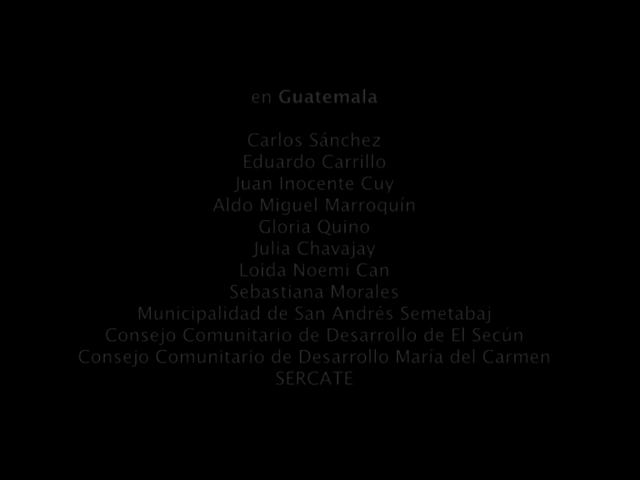 en Guatemala
Carlos Sánchez
Eduardo Carrillo
Juan Inocente Cuy
Aldo Miguel Marroquín
Gloria Quino
Julia Chavajay
Loida Noemi Can
Sebastiana Morales
Municipalidad de San Andrés Semetabaj
Consejo Comunitario de Desarrollo de El Secún
Consejo Comunitario de Desarrollo María del Carmen
SERCATE